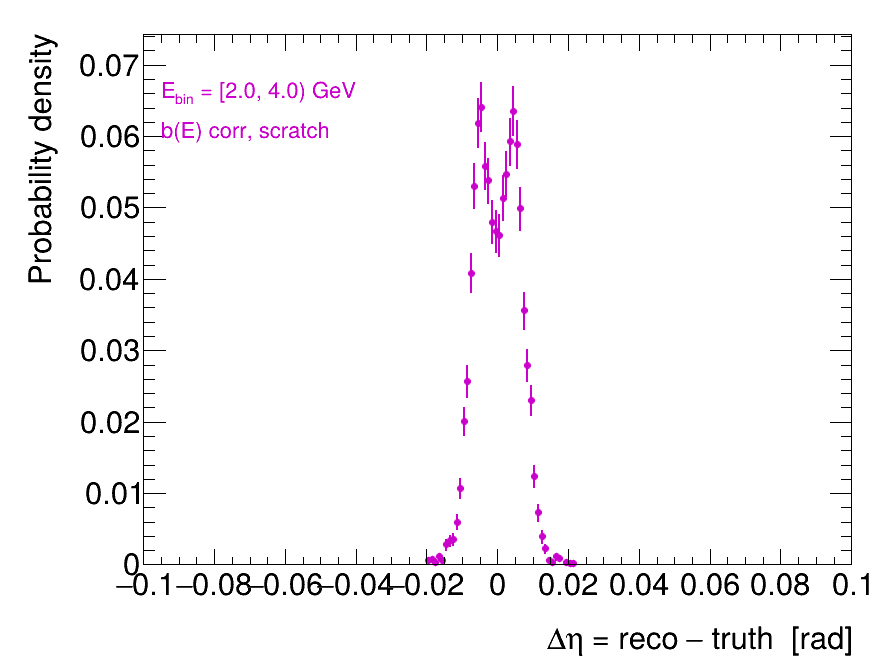 Probability density
0.07
0.06
0.05
0.04
0.03
0.02
0.01
0
E_bin = [2.0, 4.0) GeV
b(E) corr, scratch
−0.1 −0.08 −0.06 −0.04 −0.02 0 0.02 0.04 0.06 0.08 0.1
Δη = reco − truth [rad]